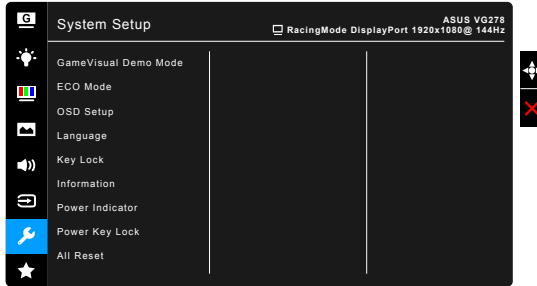 G
System Setup
ASUS VG278
RacingMode DisplayPort 1920x1080@ 144Hz
GameVisual Demo Mode
ECO Mode
OSD Setup
Language
Key Lock
Information
Power Indicator
Power Key Lock
All Reset